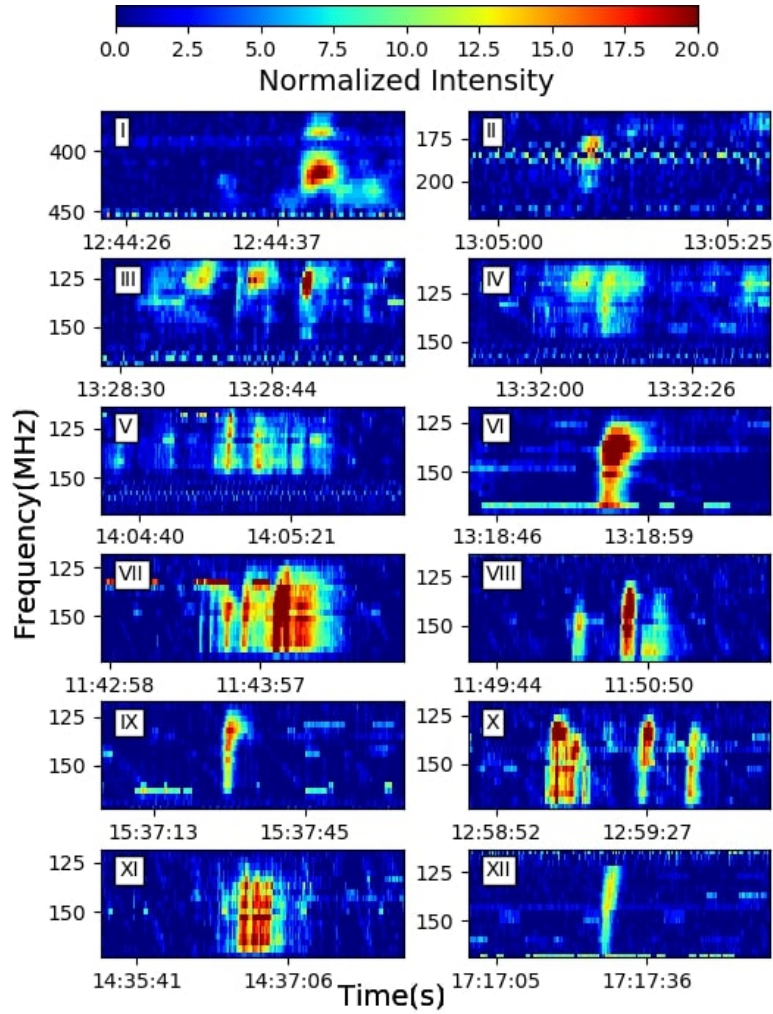 0.0 2.5 5.0 7.5 10.0 12.5 15.0 17.5 20.0
Normalized Intensity
I
400
450
12:44:26 12:44:37
II
175
200
13:05:00 13:05:25
III
125
150
13:28:30 13:28:44
IV
125
150
13:32:00 13:32:26
V
125
150
14:04:40 14:05:21
VI
125
150
13:18:46 13:18:59
Frequency(MHz)
VII
125
150
11:42:58 11:43:57
VIII
125
150
11:49:44 11:50:50
IX
125
150
15:37:13 15:37:45
X
125
150
12:58:52 12:59:27
XI
125
150
14:35:41 14:37:06
XII
125
150
17:17:05 17:17:36
Time(s)